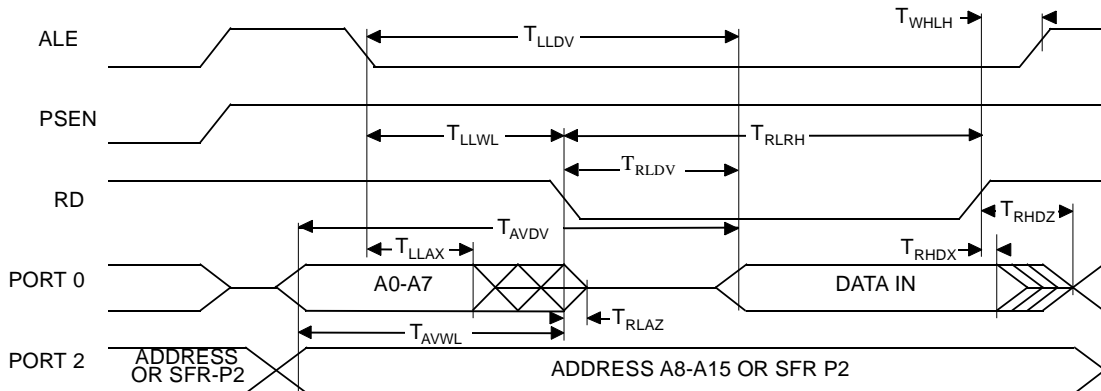 T_WHLH
ALE
T_LLDV
PSEN
T_LLWL
T_RLRH
T_RLDV
RD
T_RHDZ
T_AVDV
T_LLAX
T_RHDX
PORT 0
A0-A7
DATA IN
T_RLAZ
T_AVWL
PORT 2
ADDRESS
OR SFR-P2
ADDRESS A8-A15 OR SFR P2